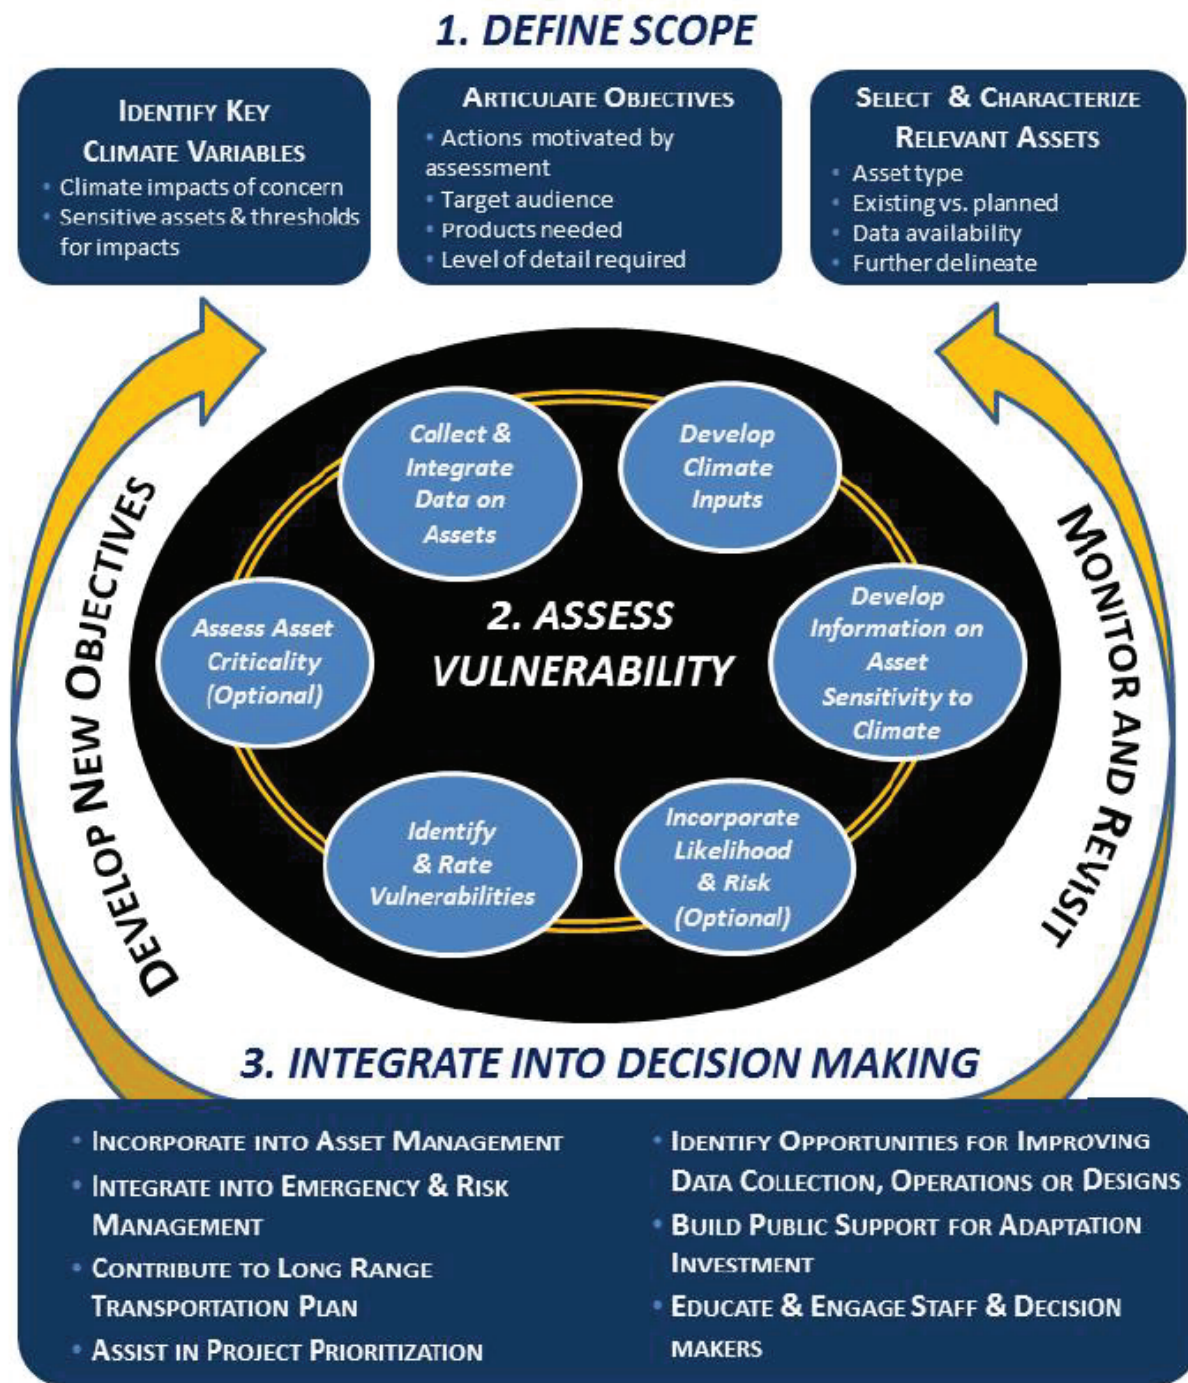 1. DEFINE SCOPE
IDENTIFY KEY
CLIMATE VARIABLES
• Climate impacts of concern
• Sensitive assets & thresholds
for impacts
ARTICULATE OBJECTIVES
• Actions motivated by
assessment
• Target audience
• Products needed
• Level of detail required
SELECT & CHARACTERIZE
RELEVANT ASSETS
• Asset type
• Existing vs. planned
• Data availability
• Further delineate
DEVELOP NEW OBJECTIVES
Collect &
Integrate
Data on
Assets
Develop
Climate
Inputs
Assess Asset
Criticality
(Optional)
2. ASSESS
VULNERABILITY
Develop
Information on
Asset
Sensitivity to
Climate
Identify
& Rate
Vulnerabilities
Incorporate
Likelihood
& Risk
(Optional)
MONITOR AND REVISIT
3. INTEGRATE INTO DECISION MAKING
• INCORPORATE INTO ASSET MANAGEMENT
• INTEGRATE INTO EMERGENCY & RISK
MANAGEMENT
• CONTRIBUTE TO LONG RANGE
TRANSPORTATION PLAN
• ASSIST IN PROJECT PRIORITIZATION
• IDENTIFY OPPORTUNITIES FOR IMPROVING
DATA COLLECTION, OPERATIONS OR DESIGNS
• BUILD PUBLIC SUPPORT FOR ADAPTATION
INVESTMENT
• EDUCATE & ENGAGE STAFF & DECISION
MAKERS